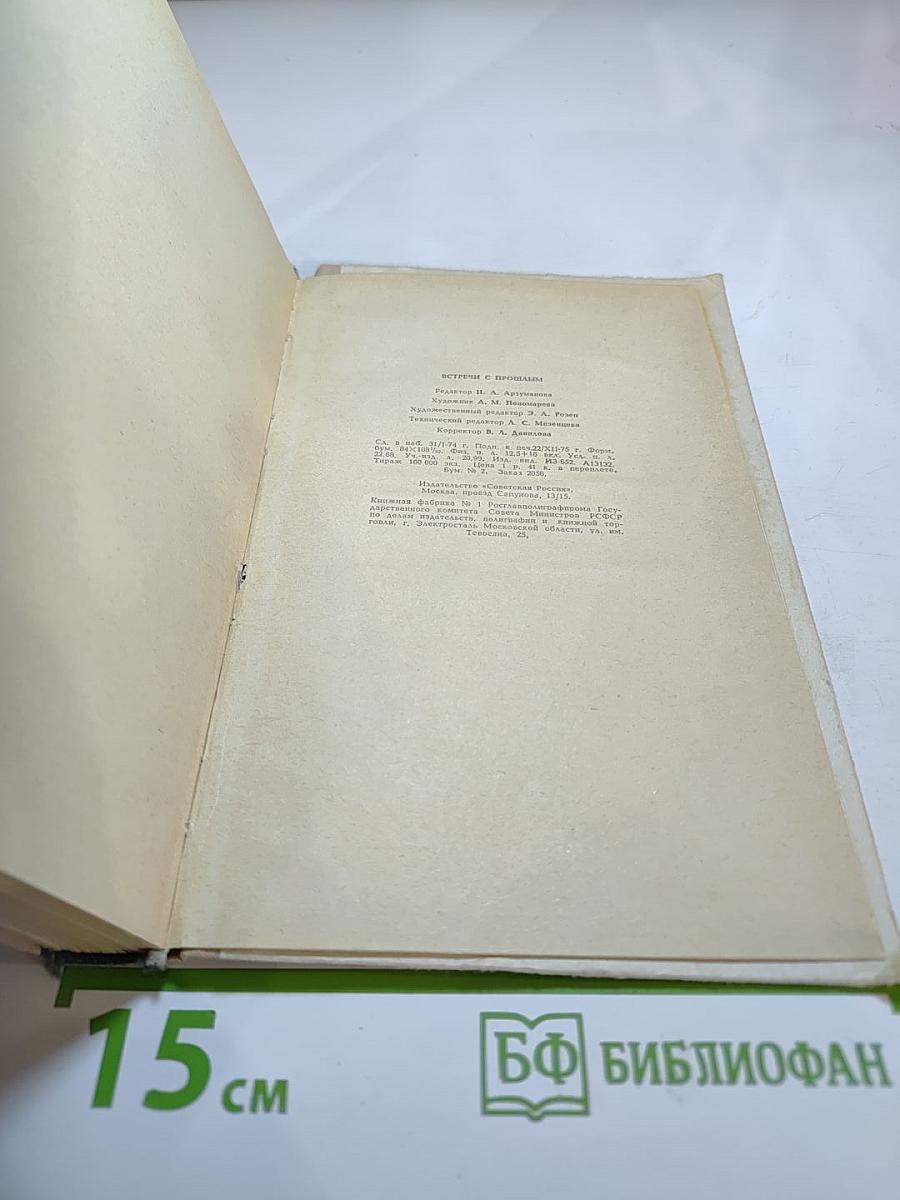 ВСТРЕЧИ С ПРОШЛЫМ
Редактор И. А. Арзуманова
Художник А. М. Пономарева
Художественный редактор Э. А. Розен
Технический редактор Л. С. Мезенцева
Корректор В. Л. Данилова
Сд. в наб. 31/I-74 г. Подп. к печ. 22/XII-75 г. Форм.
бум. 84×108¹/₃₂. Физ. п. л. 12,5+16 вкл. Усл. п. л.
22,68. Уч.-изд. л. 20,99. Изд. инд. ИЗ-652. А13132.
Тираж 100 000 экз. Цена 1 р. 41 к. в переплете.
Бум. № 2. Заказ 2056.
Издательство «Советская Россия»,
Москва, проезд Сапунова, 13/15.
Книжная фабрика № 1 Росглавполиграфпрома Госу-
дарственного комитета Совета Министров РСФСР
по делам издательств, полиграфии и книжной тор-
говли, г. Электросталь Московской области, ул. им.
Тевосяна, 25,
15 см
БФ БИБЛИОФАН